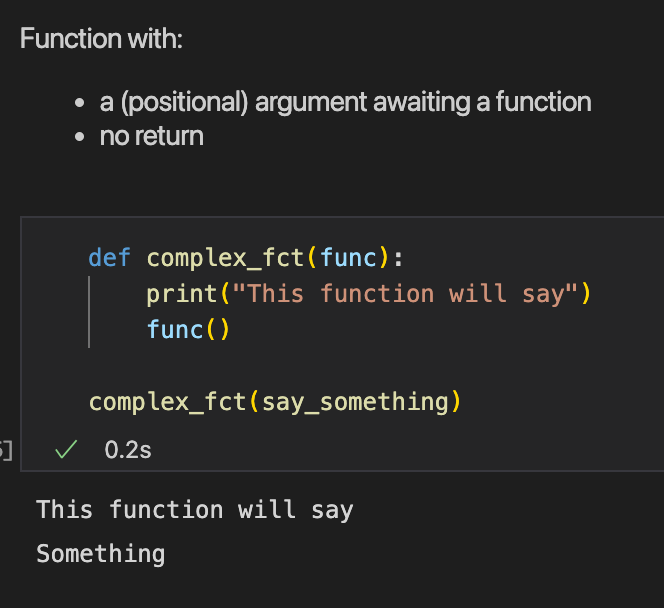 Function with:
• a (positional) argument awaiting a function
• no return
def complex_fct(func):
    print("This function will say")
    func()
complex_fct(say_something)
] ✓ 0.2s
This function will say
Something